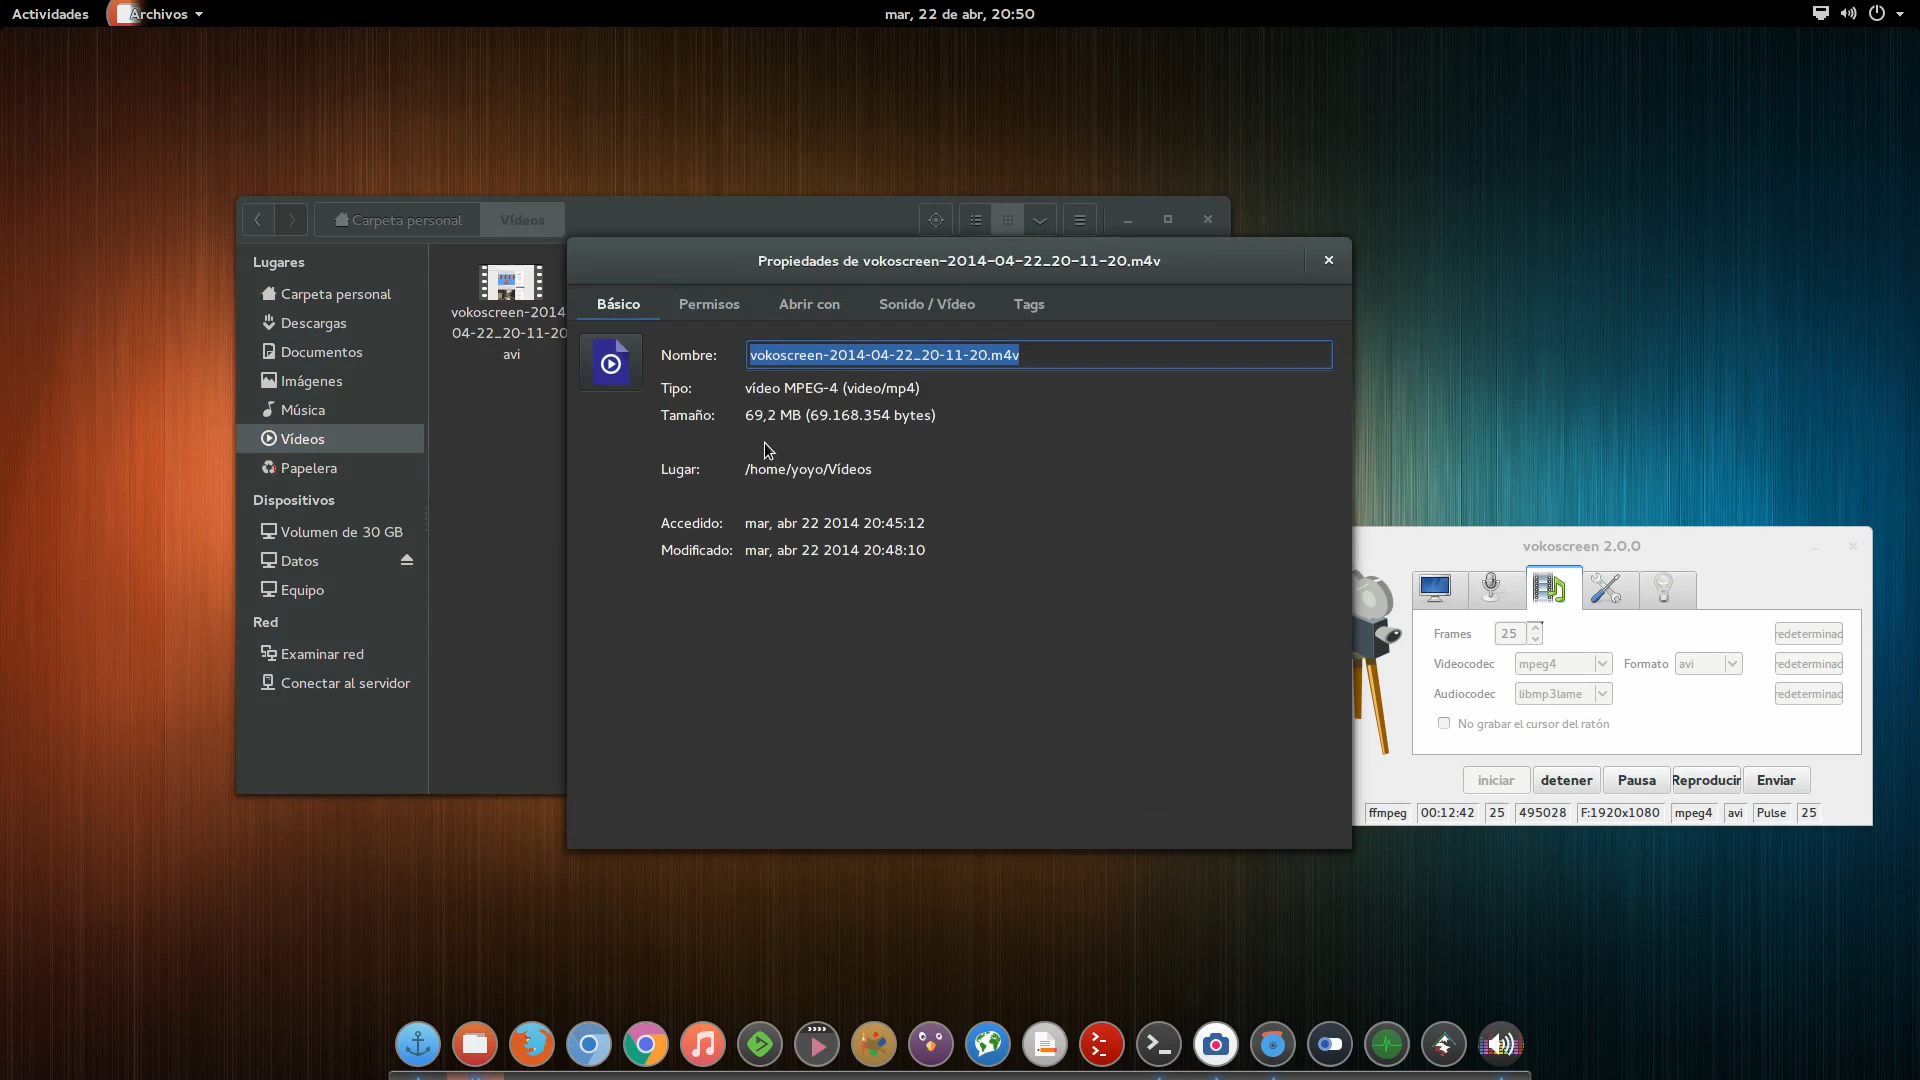 Actividades
Archivos
mar, 22 de abr, 20:50
Carpeta personal
Vídeos
Lugares
Carpeta personal
Descargas
Documentos
Imágenes
Música
Vídeos
Papelera
Dispositivos
Volumen de 30 GB
Datos
Equipo
Red
Examinar red
Conectar al servidor
vokoscreen-2014
04-22_20-11-20
avi
Propiedades de vokoscreen-2014-04-22_20-11-20.m4v
Básico Permisos Abrir con Sonido / Vídeo Tags
Nombre: vokoscreen-2014-04-22_20-11-20.m4v
Tipo: vídeo MPEG-4 (video/mp4)
Tamaño: 69,2 MB (69.168.354 bytes)
Lugar: /home/yoyo/Vídeos
Accedido: mar, abr 22 2014 20:45:12
Modificado: mar, abr 22 2014 20:48:10
vokoscreen 2.0.0
Frames 25 redeterminad
Videocodec mpeg4 Formato avi redeterminad
Audiocodec libmp3lame redeterminad
No grabar el cursor del ratón
iniciar detener Pausa Reproducir Enviar
ffmpeg 00:12:42 25 495028 F:1920x1080 mpeg4 avi Pulse 25